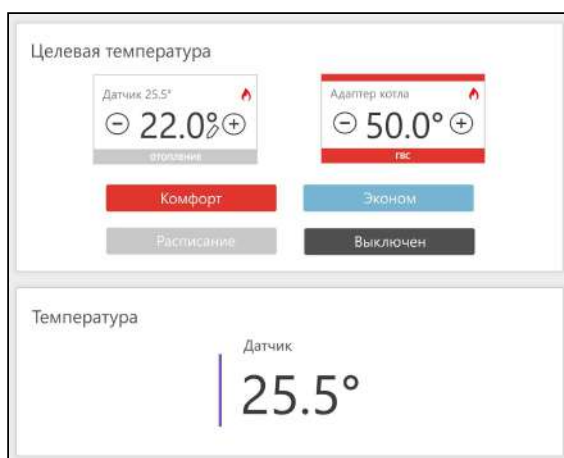 Целевая температура
Датчик 25.5°
22.0°
отопление
Адаптер котла
50.0°
ГВС
Комфорт
Эконом
Расписание
Выключен
Температура
Датчик
25.5°